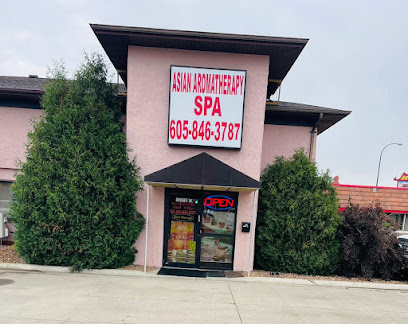 ASIAN AROMATHERAPY
SPA
605-846-3787
OPEN